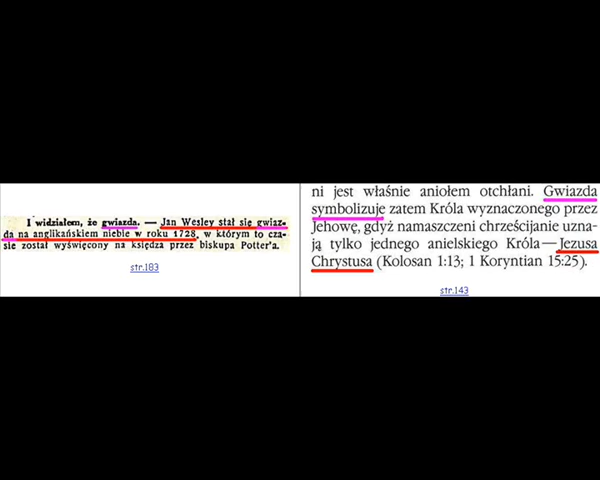 I widziałem, że gwiazda. — Jan Wesley stał się gwiaz-
da na anglikańskiem niebie w roku 1728, w którym to cza-
sie został wyświęcony na księdza przez biskupa Potter'a.
str.183
ni jest właśnie aniołem otchłani. Gwiazda
symbolizuje zatem Króla wyznaczonego przez
Jehowę, gdyż namaszczeni chrześcijanie uzna-
ją tylko jednego anielskiego Króla — Jezusa
Chrystusa (Kolosan 1:13; 1 Koryntian 15:25).
str.143